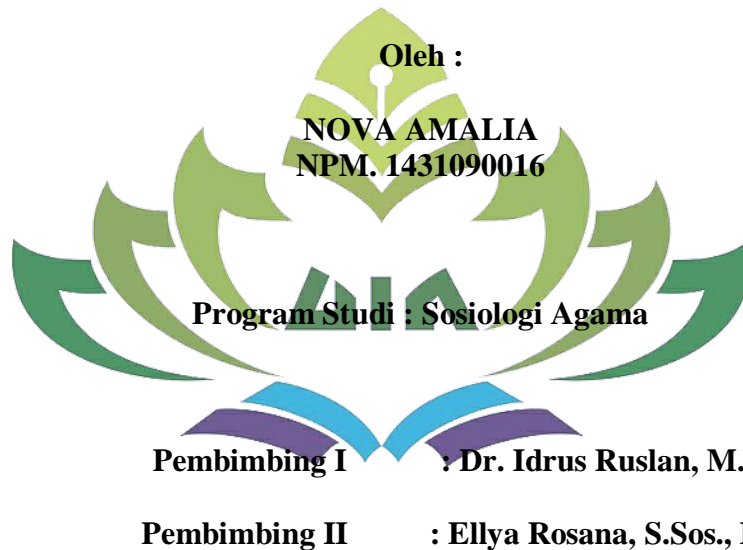 Oleh :
NOVA AMALIA
NPM. 1431090016
Program Studi : Sosiologi Agama
Pembimbing I : Dr. Idrus Ruslan, M.
Pembimbing II : Ellya Rosana, S.Sos.,